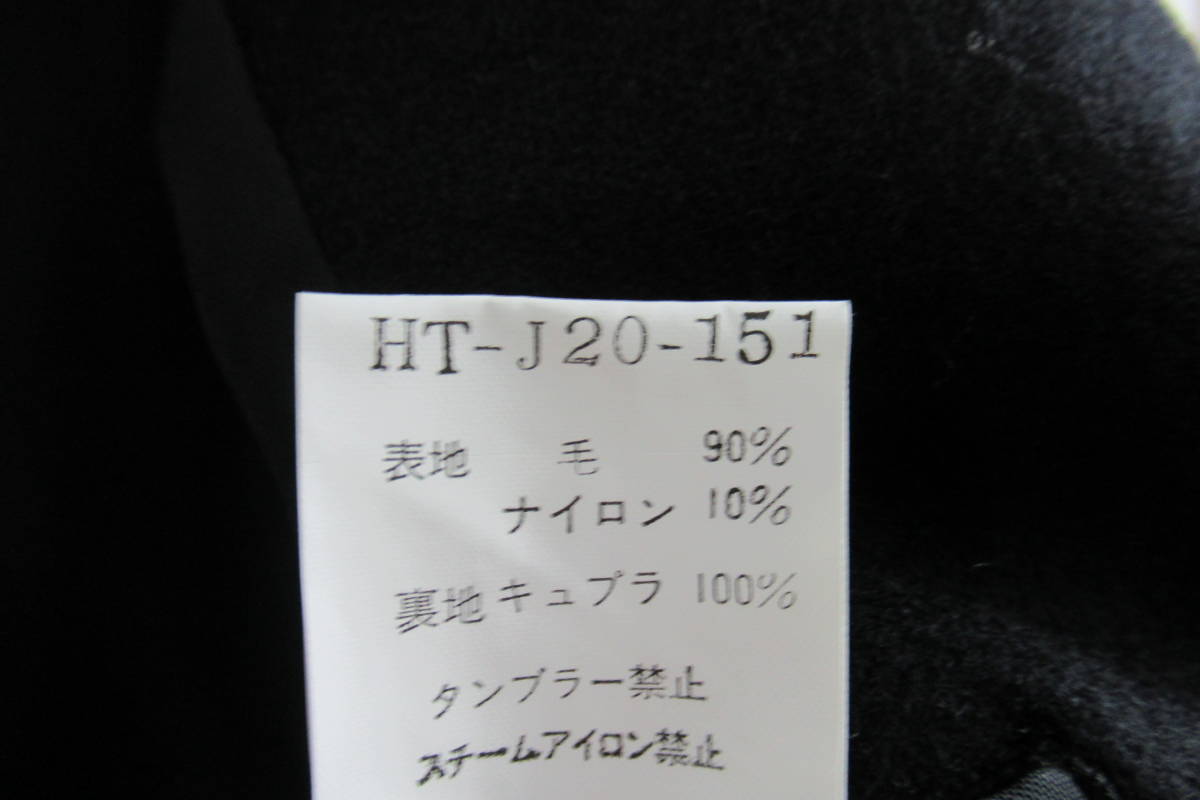 HT-J20-151
表地 毛 90%
ナイロン 10%
裏地 キュプラ 100%
タンブラー禁止
スチームアイロン禁止